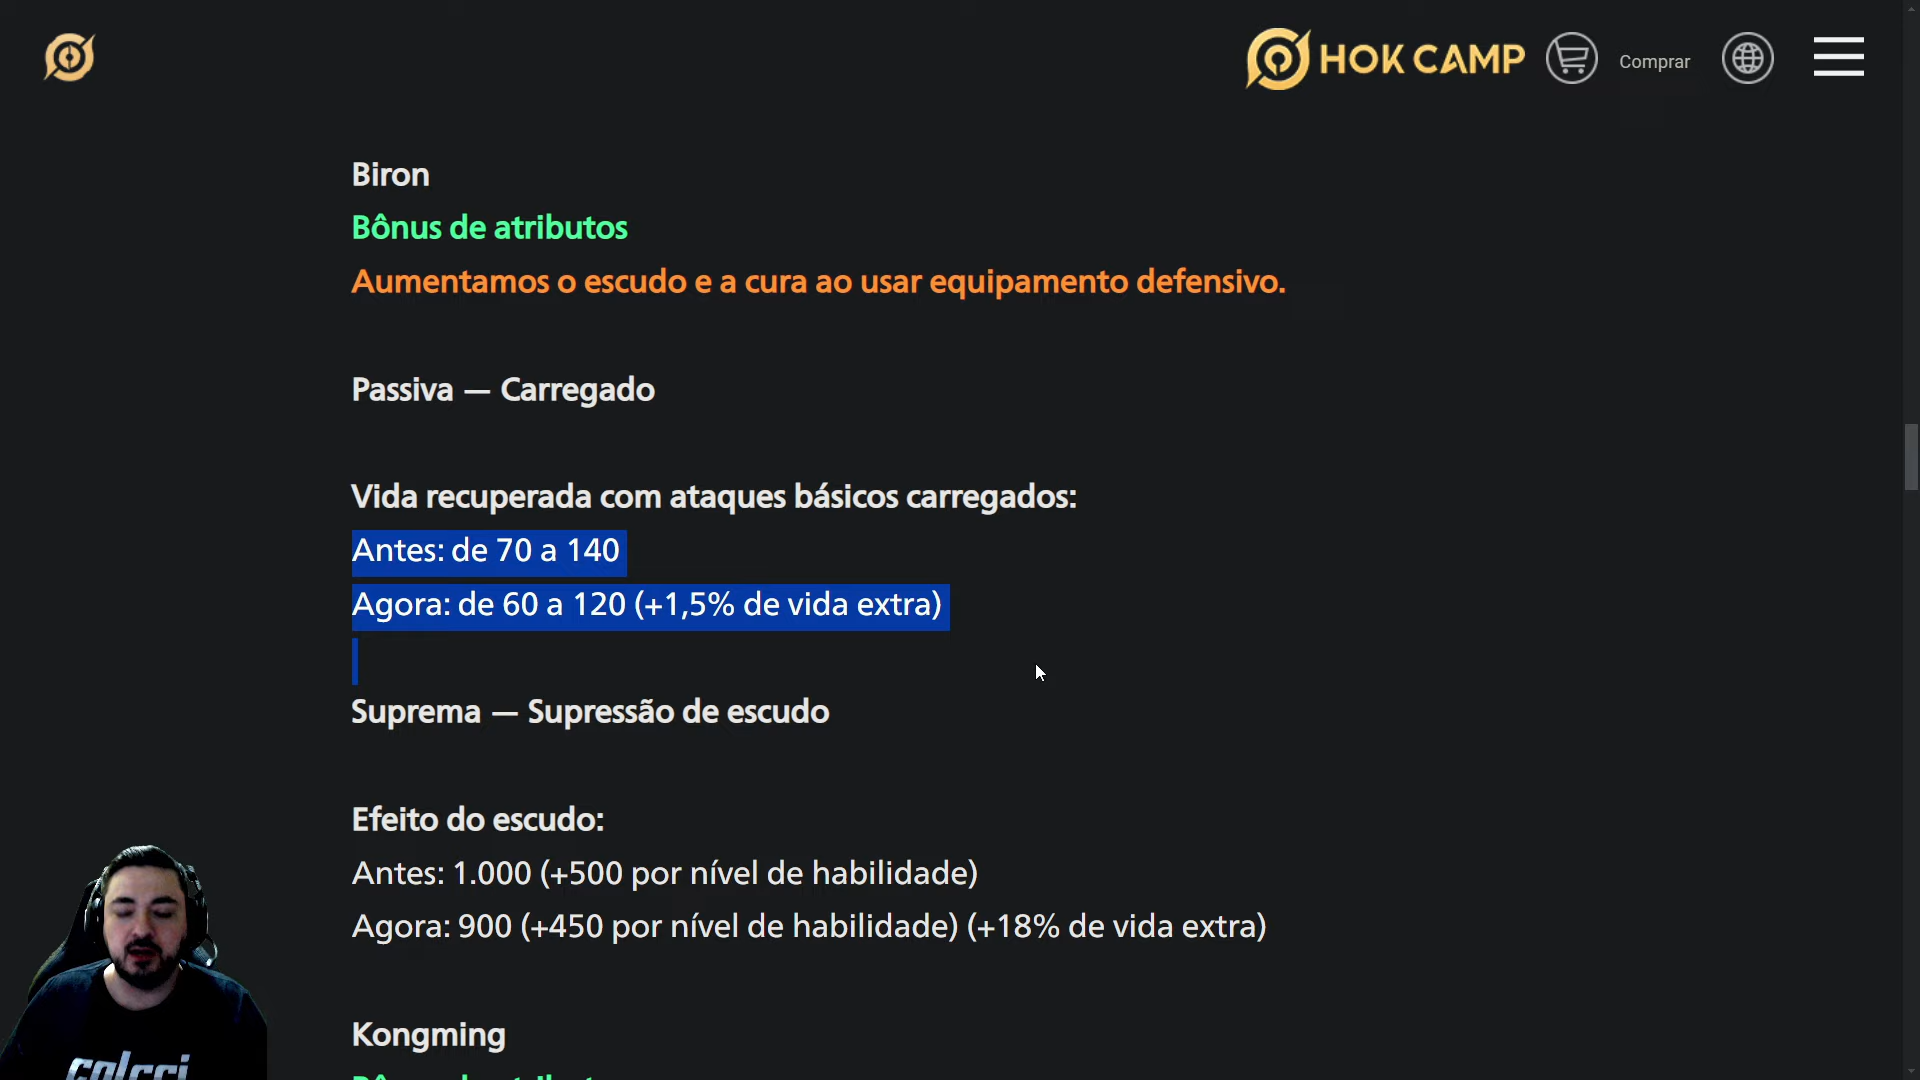 HOK CAMP
Comprar
Biron
Bônus de atributos
Aumentamos o escudo e a cura ao usar equipamento defensivo.
Passiva — Carregado
Vida recuperada com ataques básicos carregados:
Antes: de 70 a 140
Agora: de 60 a 120 (+1,5% de vida extra)
Suprema — Supressão de escudo
Efeito do escudo:
Antes: 1.000 (+500 por nível de habilidade)
Agora: 900 (+450 por nível de habilidade) (+18% de vida extra)
Kongming
colcci